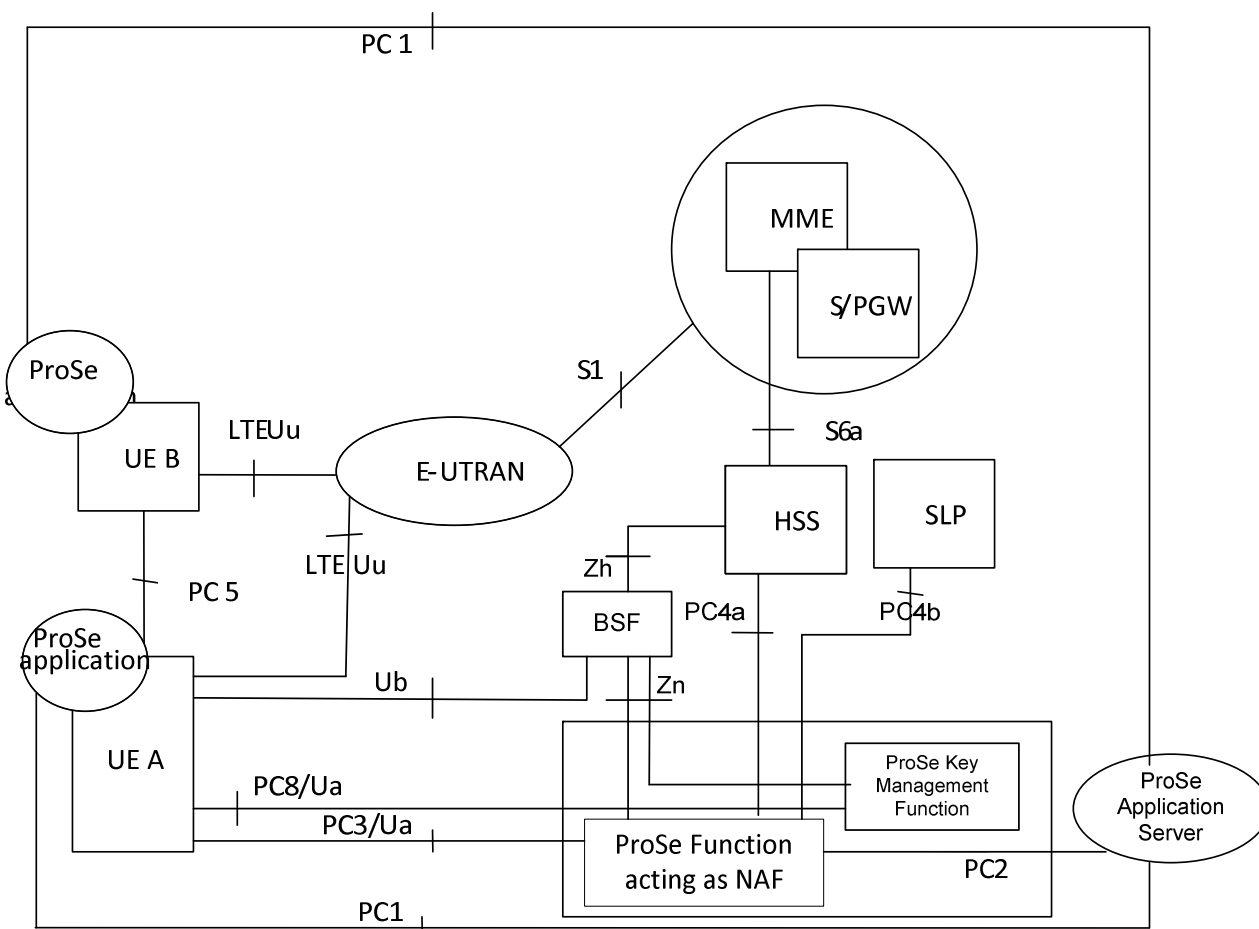 PC 1
MME
S/PGW
ProSe
S1
LTEUu
S6a
UE B
E-UTRAN
HSS
SLP
LTE Uu
Zh
PC 5
PC4a
PC4b
BSF
ProSe
application
Ub
Zn
UE A
ProSe Key
Management
Function
PC8/Ua
ProSe
Application
Server
PC3/Ua
ProSe Function
acting as NAF
PC2
PC1